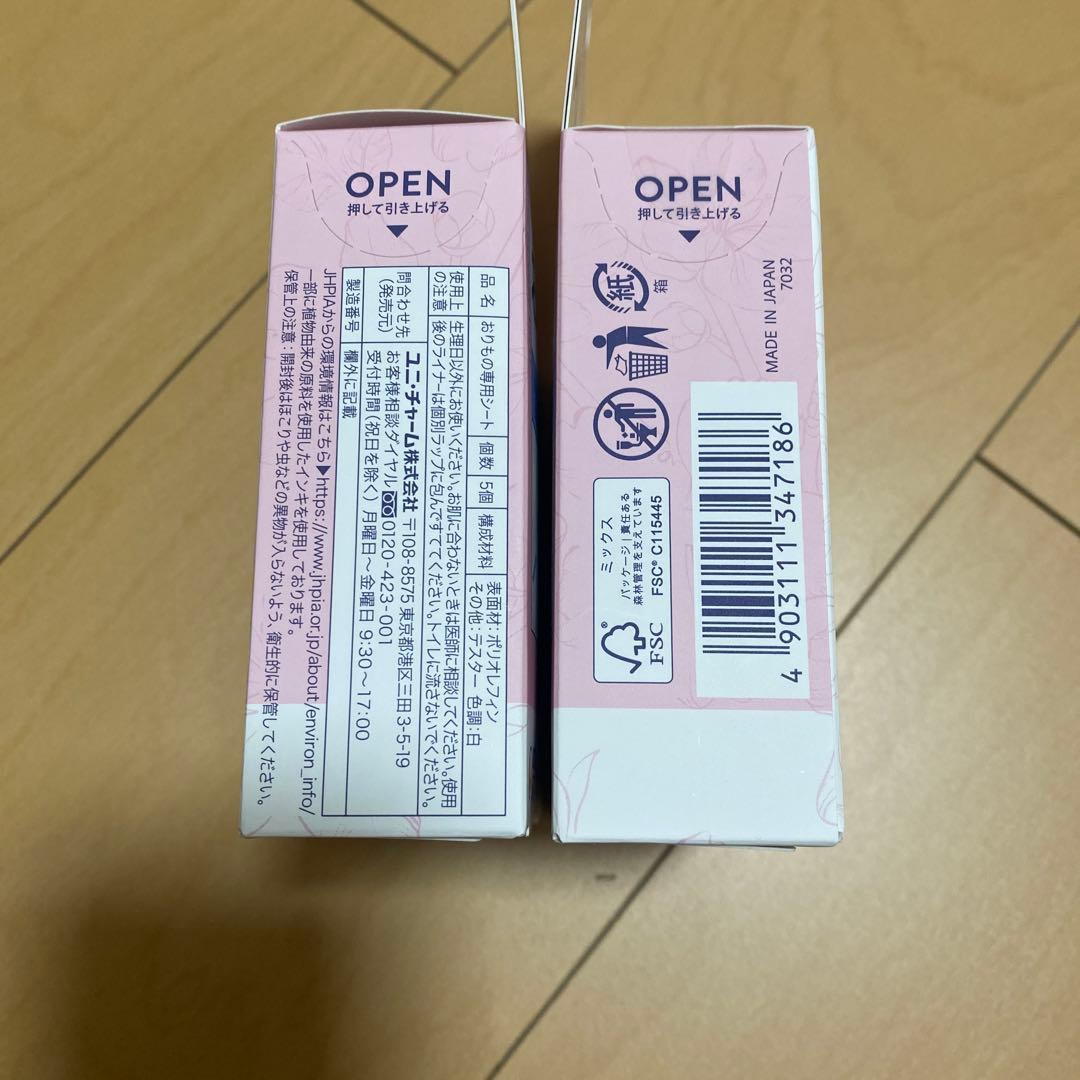 OPEN
押して引き上げる
品名 おりもの専用シート 個数 5個 構成材料 表面材:ポリオレフィン
その他:テスター 色調:白
使用上の注意 生理日以外にお使いください。お肌に合わないときは医師に相談してください。使用
後のライナーは個別ラップに包んですててください。トイレに流さないでください。
問合わせ先(発売元) ユニ・チャーム株式会社 〒108-8575 東京都港区三田3-5-19
お客様相談ダイヤル 0120-423-001
受付時間(祝日を除く) 月曜日~金曜日 9:30~17:00
製造番号 欄外に記載
JHPIAからの環境情報はこちら▶https://www.jhpia.or.jp/about/environ_info/
一部に植物由来の原料を使用したインキを使用しております。
保管上の注意:開封後はほこりや虫などの異物が入らないよう、衛生的に保管してください。
OPEN
押して引き上げる
MADE IN JAPAN
7032
紙
箱
4 903111 347186
ミックス
パッケージ|責任ある
森林管理を支えています
FSC® C115445
FSC